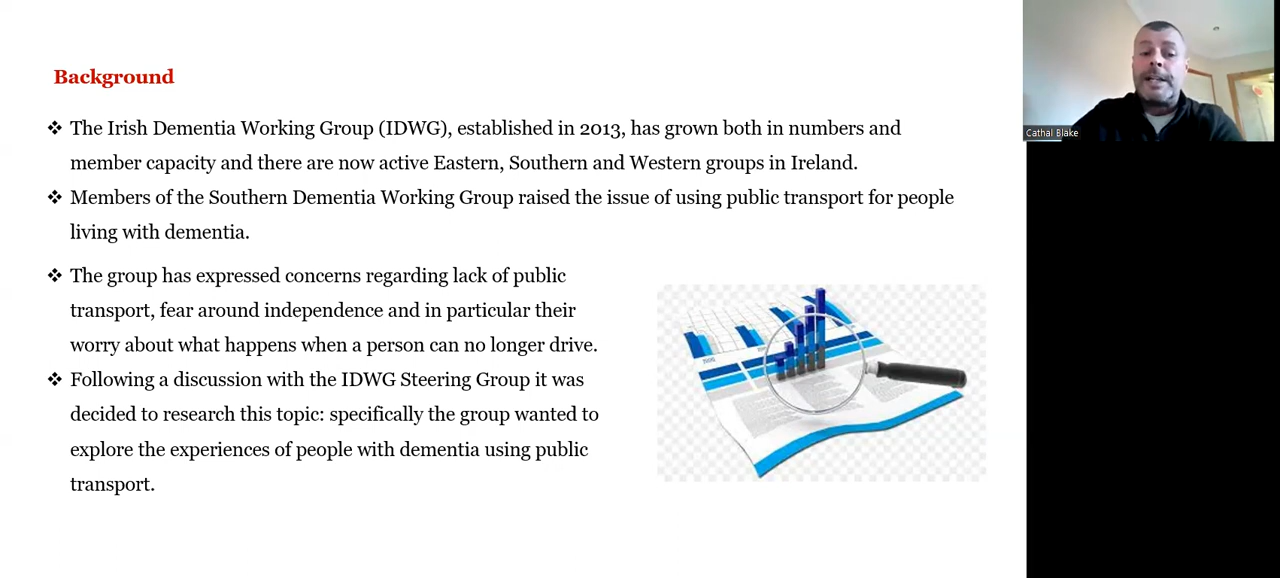 Background
❖ The Irish Dementia Working Group (IDWG), established in 2013, has grown both in numbers and
member capacity and there are now active Eastern, Southern and Western groups in Ireland.
❖ Members of the Southern Dementia Working Group raised the issue of using public transport for people
living with dementia.
❖ The group has expressed concerns regarding lack of public
transport, fear around independence and in particular their
worry about what happens when a person can no longer drive.
❖ Following a discussion with the IDWG Steering Group it was
decided to research this topic: specifically the group wanted to
explore the experiences of people with dementia using public
transport.
Cathal Blake